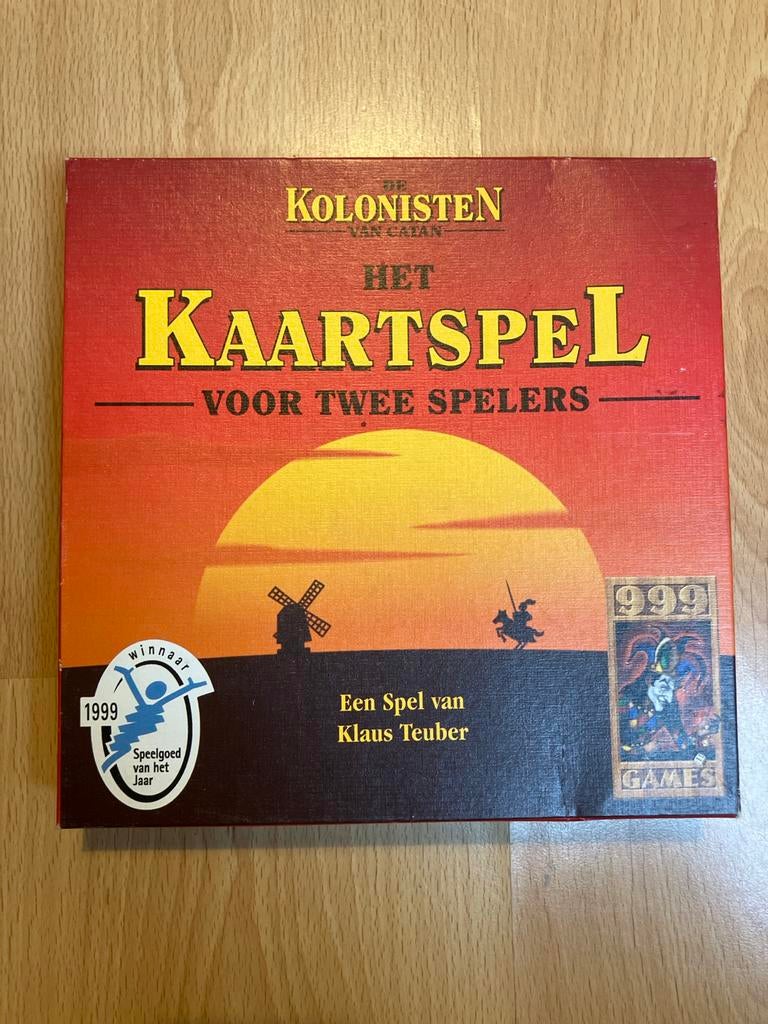 DE
KOLONISTEN
VAN CATAN
HET
KAARTSPEL
VOOR TWEE SPELERS
999
GAMES
winnaar
1999
Speelgoed
van het
Jaar
Een Spel van
Klaus Teuber